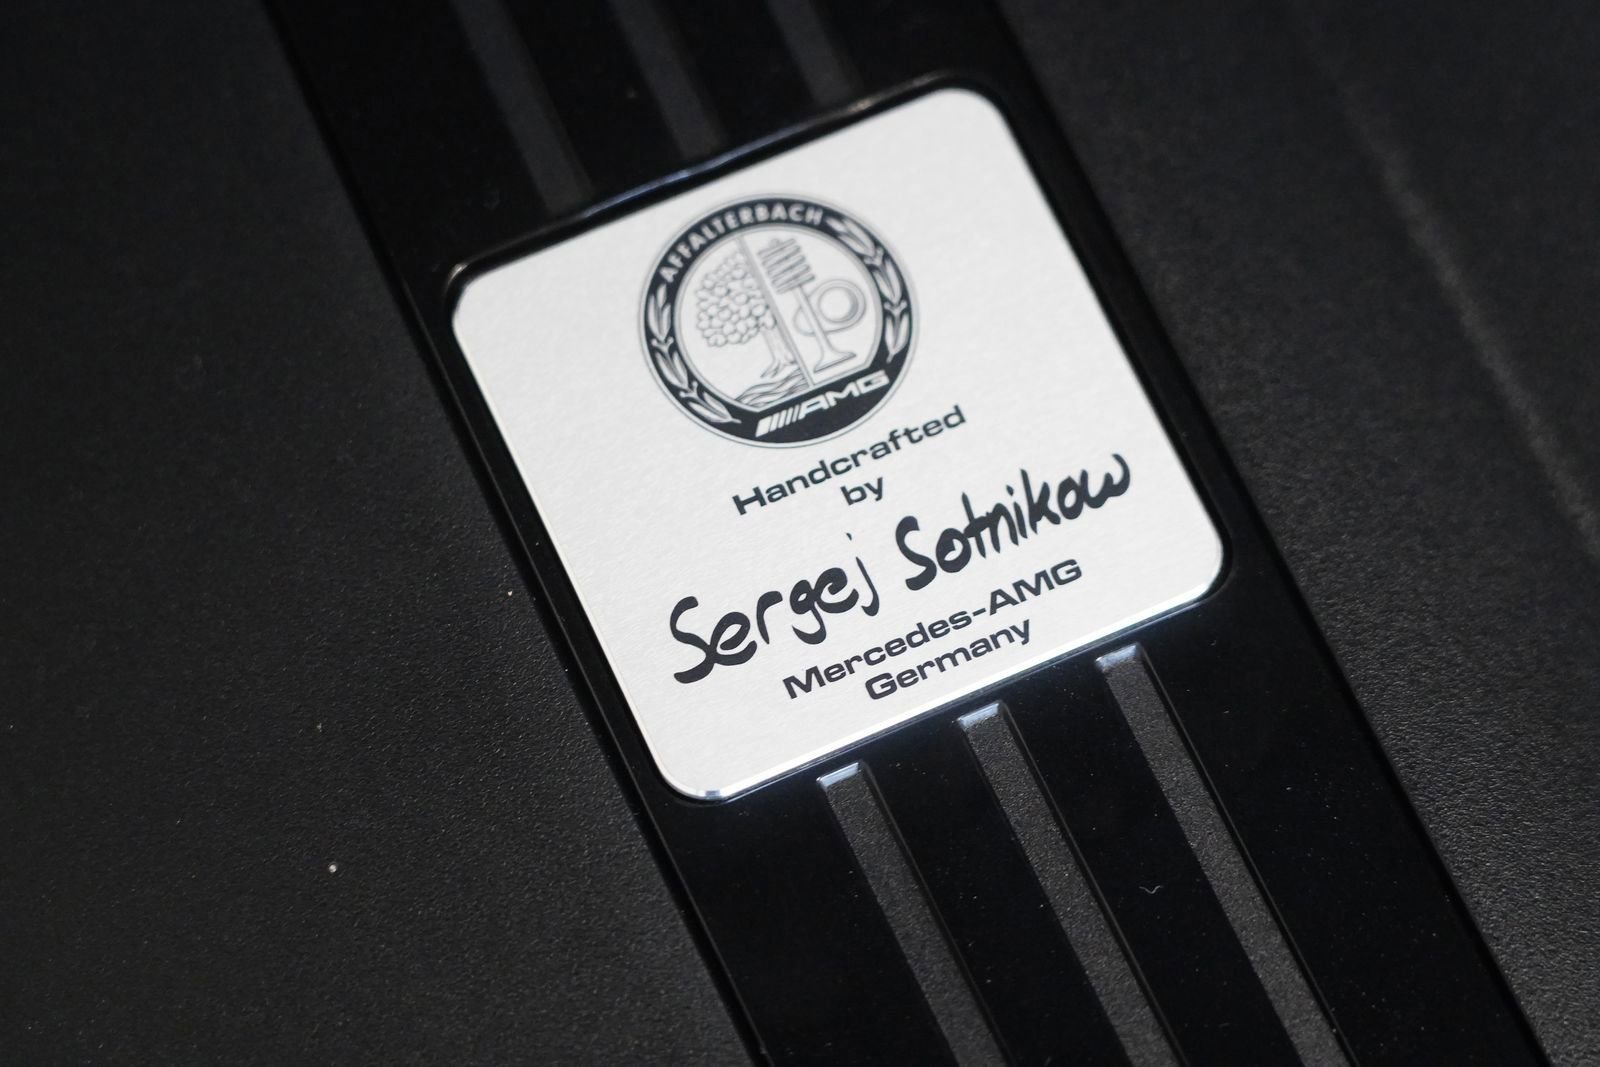 AFFALTERBACH
AMG
Handcrafted
by
Sergej Sotnikow
Mercedes-AMG
Germany